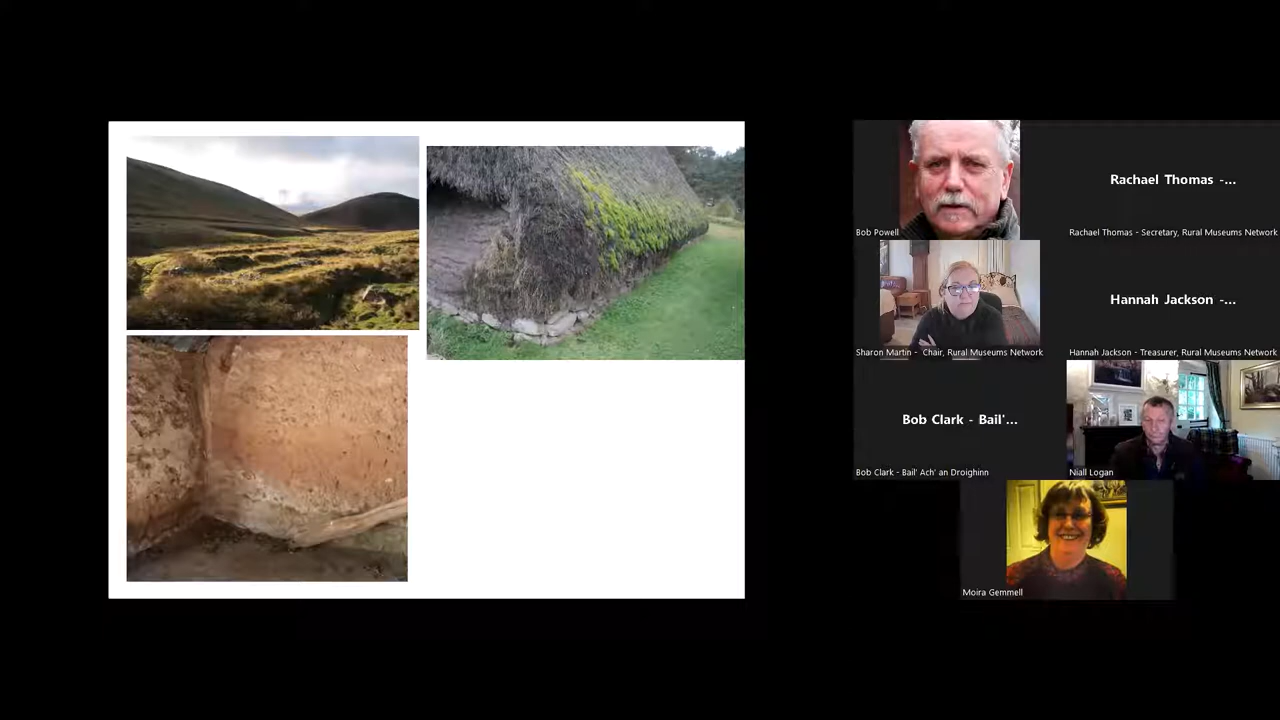 Bob Powell
Rachael Thomas -...
Rachael Thomas - Secretary, Rural Museums Network
Sharon Martin - Chair, Rural Museums Network
Hannah Jackson -...
Hannah Jackson - Treasurer, Rural Museums Network
Bob Clark - Bail'...
Bob Clark - Bail' Ach' an Droighinn
Niall Logan
Moira Gemmell